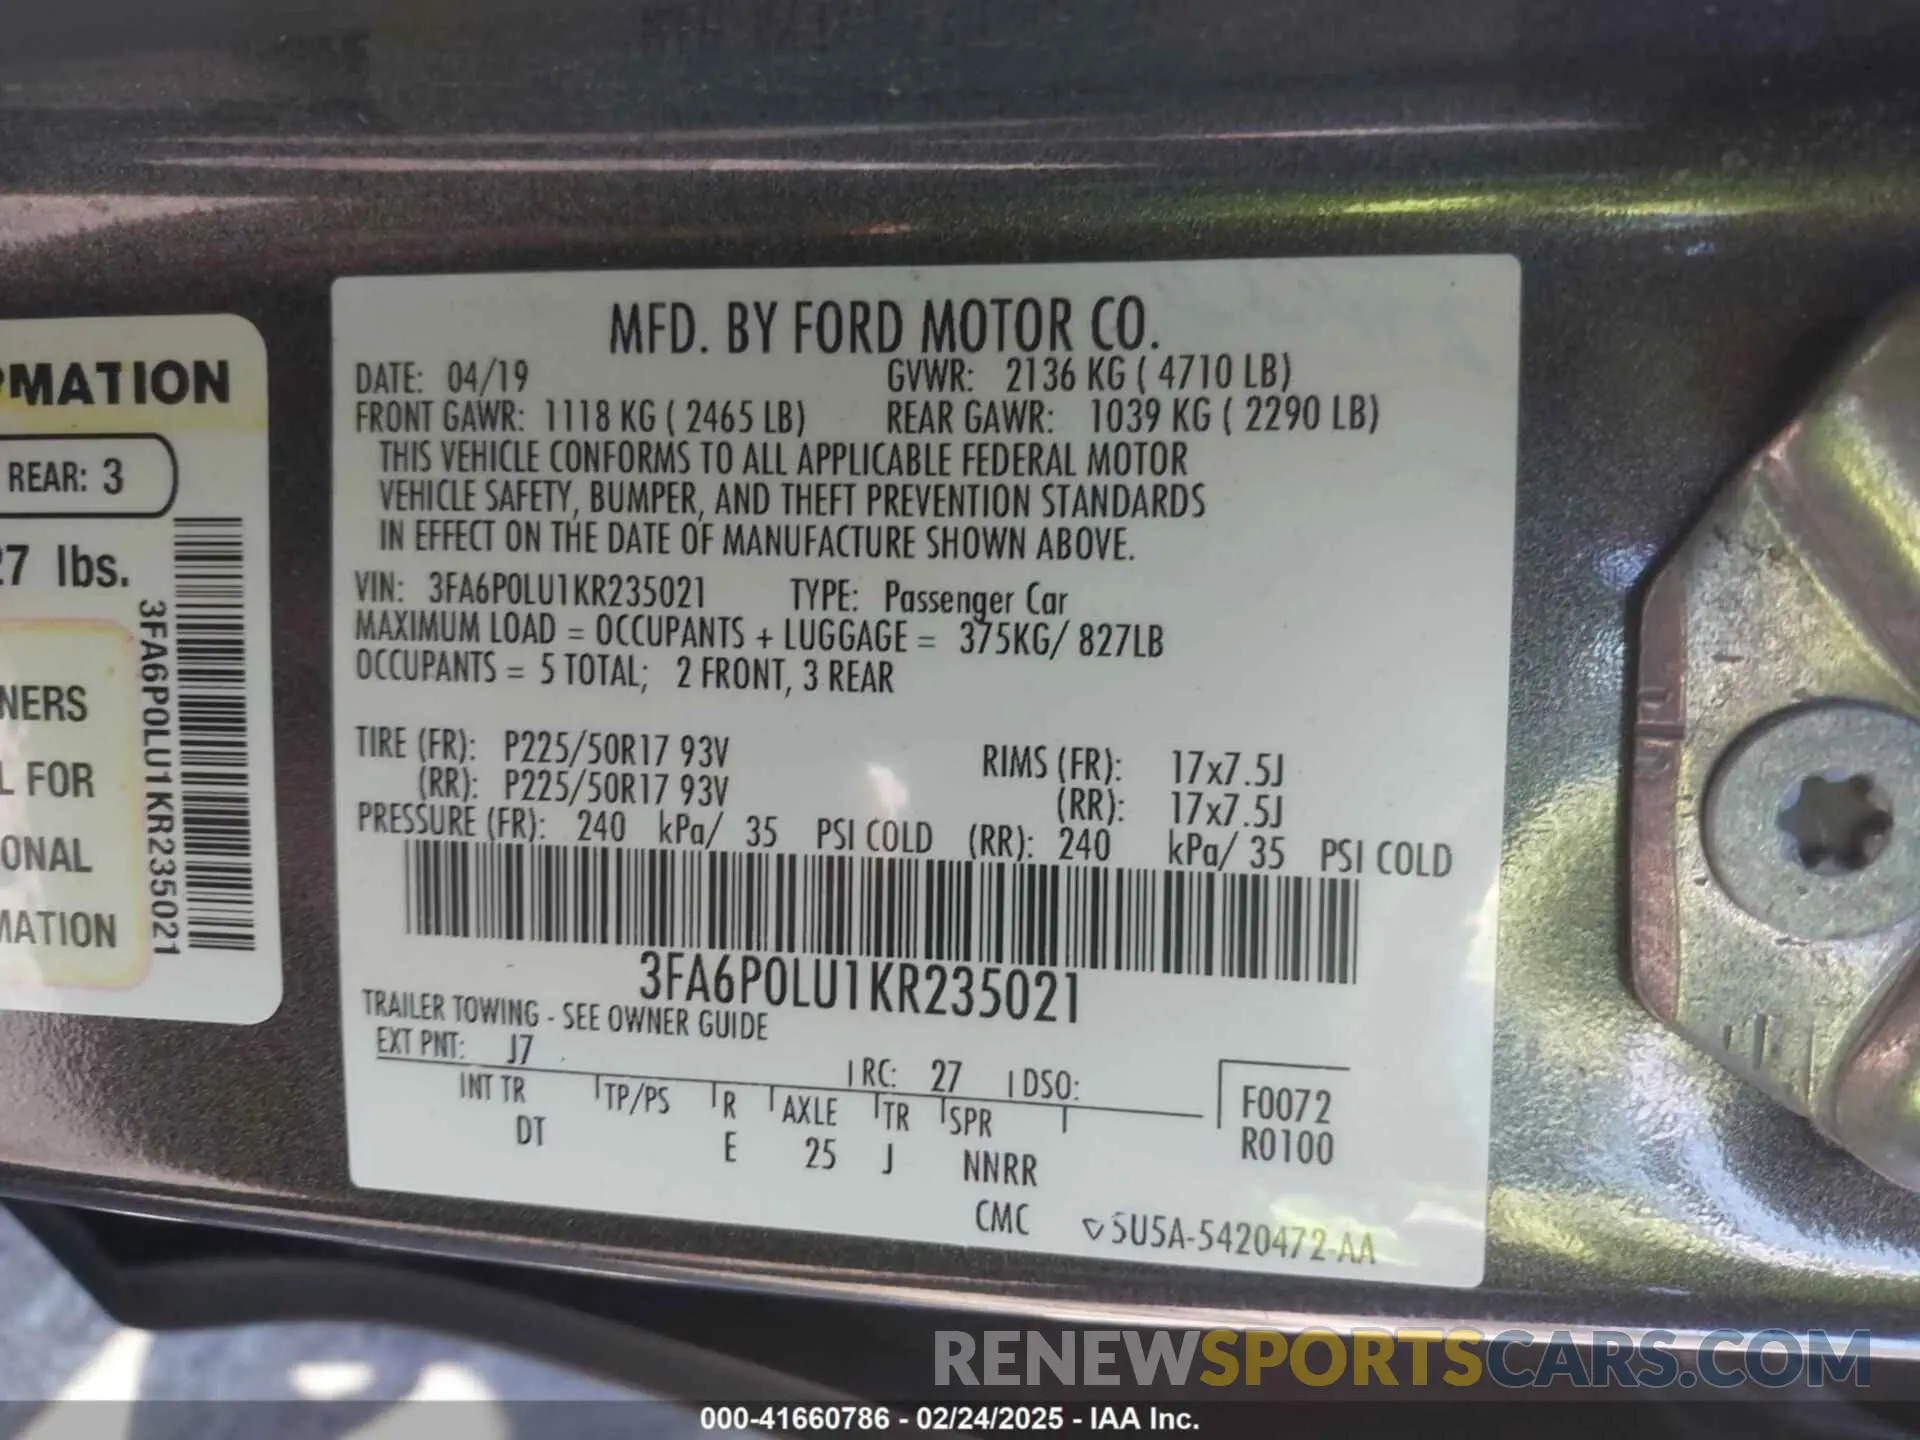 MATION
REAR: 3
27 lbs.
3FA6P0LU1KR235021
NERS
L FOR
ONAL
MATION
MFD. BY FORD MOTOR CO.
DATE: 04/19 GVWR: 2136 KG ( 4710 LB)
FRONT GAWR: 1118 KG ( 2465 LB) REAR GAWR: 1039 KG ( 2290 LB)
THIS VEHICLE CONFORMS TO ALL APPLICABLE FEDERAL MOTOR
VEHICLE SAFETY, BUMPER, AND THEFT PREVENTION STANDARDS
IN EFFECT ON THE DATE OF MANUFACTURE SHOWN ABOVE.
VIN: 3FA6P0LU1KR235021 TYPE: Passenger Car
MAXIMUM LOAD = OCCUPANTS + LUGGAGE = 375KG/ 827LB
OCCUPANTS = 5 TOTAL; 2 FRONT, 3 REAR
TIRE (FR): P225/50R17 93V RIMS (FR): 17x7.5J
(RR): P225/50R17 93V (RR): 17x7.5J
PRESSURE (FR): 240 kPa/ 35 PSI COLD (RR): 240 kPa/ 35 PSI COLD
3FA6P0LU1KR235021
TRAILER TOWING - SEE OWNER GUIDE
EXT PNT: J7 RC: 27 DSO:
INT TR TP/PS R AXLE TR SPR F0072
DT E 25 J NNRR R0100
CMC 5U5A-5420472-AA
RENEWSPORTSCARS.COM
000-41660786 - 02/24/2025 - IAA Inc.